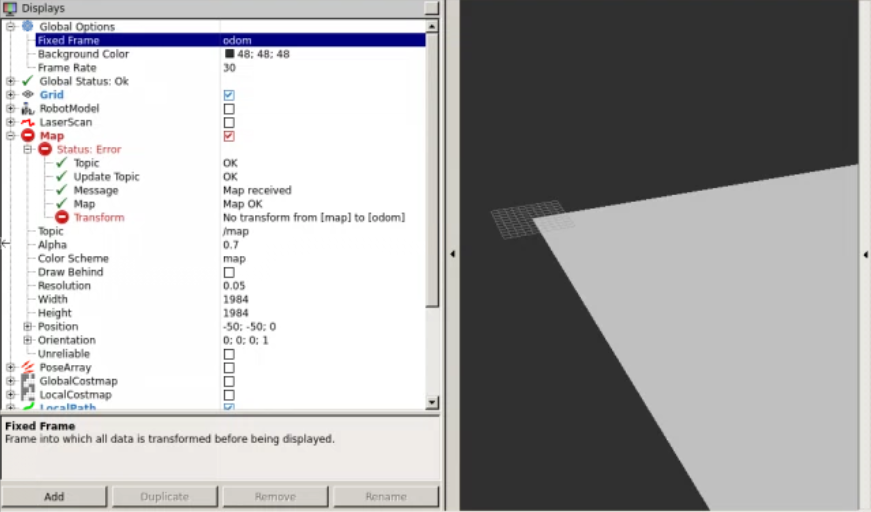 Displays
Global Options
Fixed Frame odom
Background Color 48; 48; 48
Frame Rate 30
Global Status: Ok
Grid
RobotModel
LaserScan
Map
Status: Error
Topic OK
Update Topic OK
Message Map received
Map Map OK
Transform No transform from [map] to [odom]
Topic /map
Alpha 0.7
Color Scheme map
Draw Behind
Resolution 0.05
Width 1984
Height 1984
Position -50; -50; 0
Orientation 0; 0; 0; 1
Unreliable
PoseArray
GlobalCostmap
LocalCostmap
LocalPath
Fixed Frame
Frame into which all data is transformed before being displayed.
Add Duplicate Remove Rename